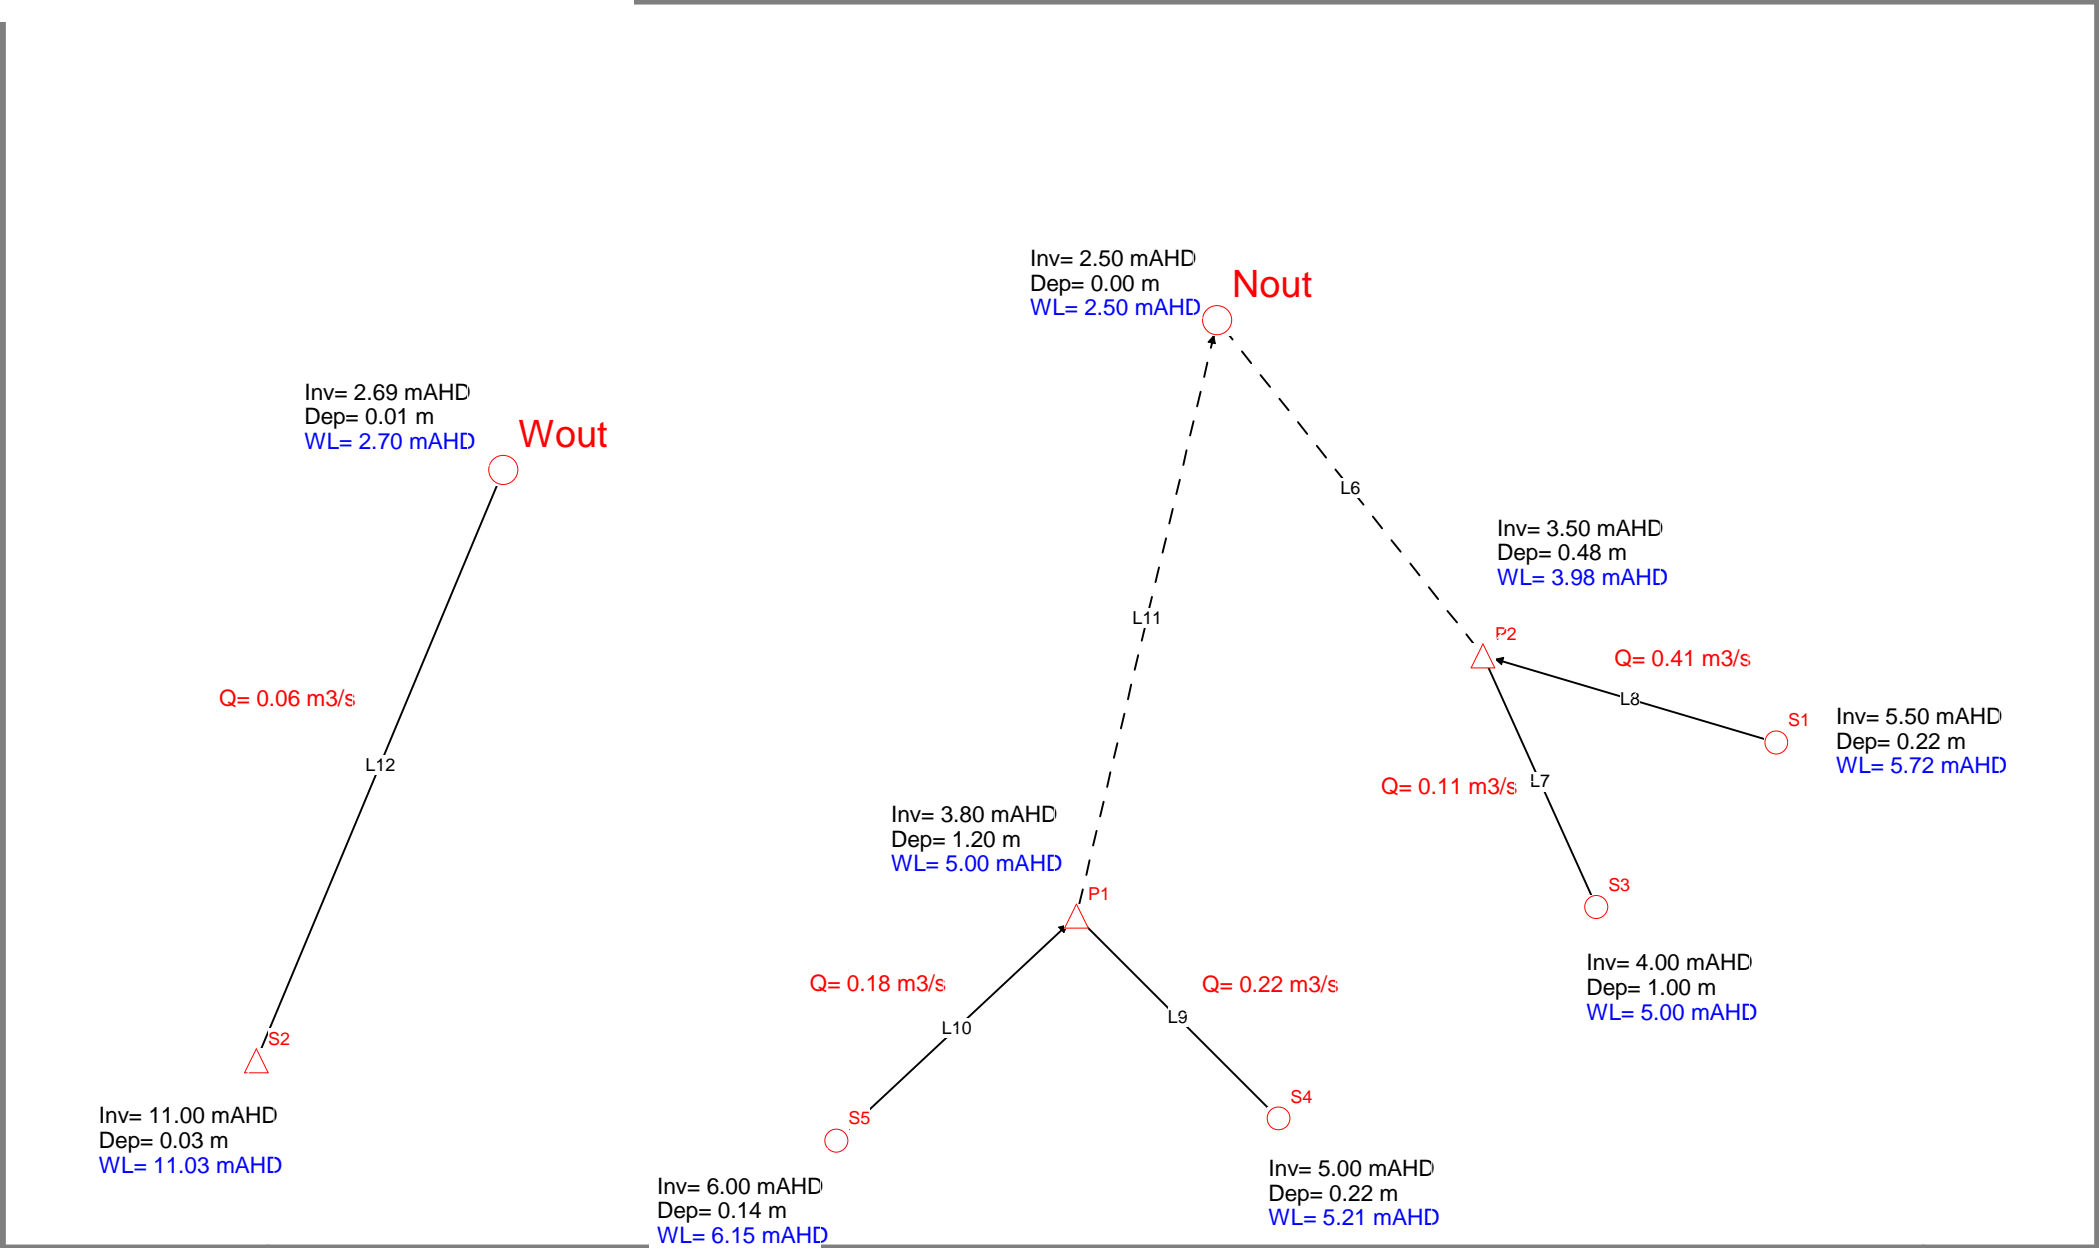 Inv= 2.50 mAHD
Dep= 0.00 m
WL= 2.50 mAHD
Nout
Inv= 2.69 mAHD
Dep= 0.01 m
WL= 2.70 mAHD
Wout
L6
Inv= 3.50 mAHD
Dep= 0.48 m
WL= 3.98 mAHD
L11
P2
Q= 0.41 m3/s
Q= 0.06 m3/s
L8
S1
Inv= 5.50 mAHD
Dep= 0.22 m
WL= 5.72 mAHD
L12
Q= 0.11 m3/s
L7
Inv= 3.80 mAHD
Dep= 1.20 m
WL= 5.00 mAHD
P1
S3
Inv= 4.00 mAHD
Dep= 1.00 m
WL= 5.00 mAHD
Q= 0.18 m3/s
Q= 0.22 m3/s
L10
L9
S2
Inv= 11.00 mAHD
Dep= 0.03 m
WL= 11.03 mAHD
S5
S4
Inv= 6.00 mAHD
Dep= 0.14 m
WL= 6.15 mAHD
Inv= 5.00 mAHD
Dep= 0.22 m
WL= 5.21 mAHD